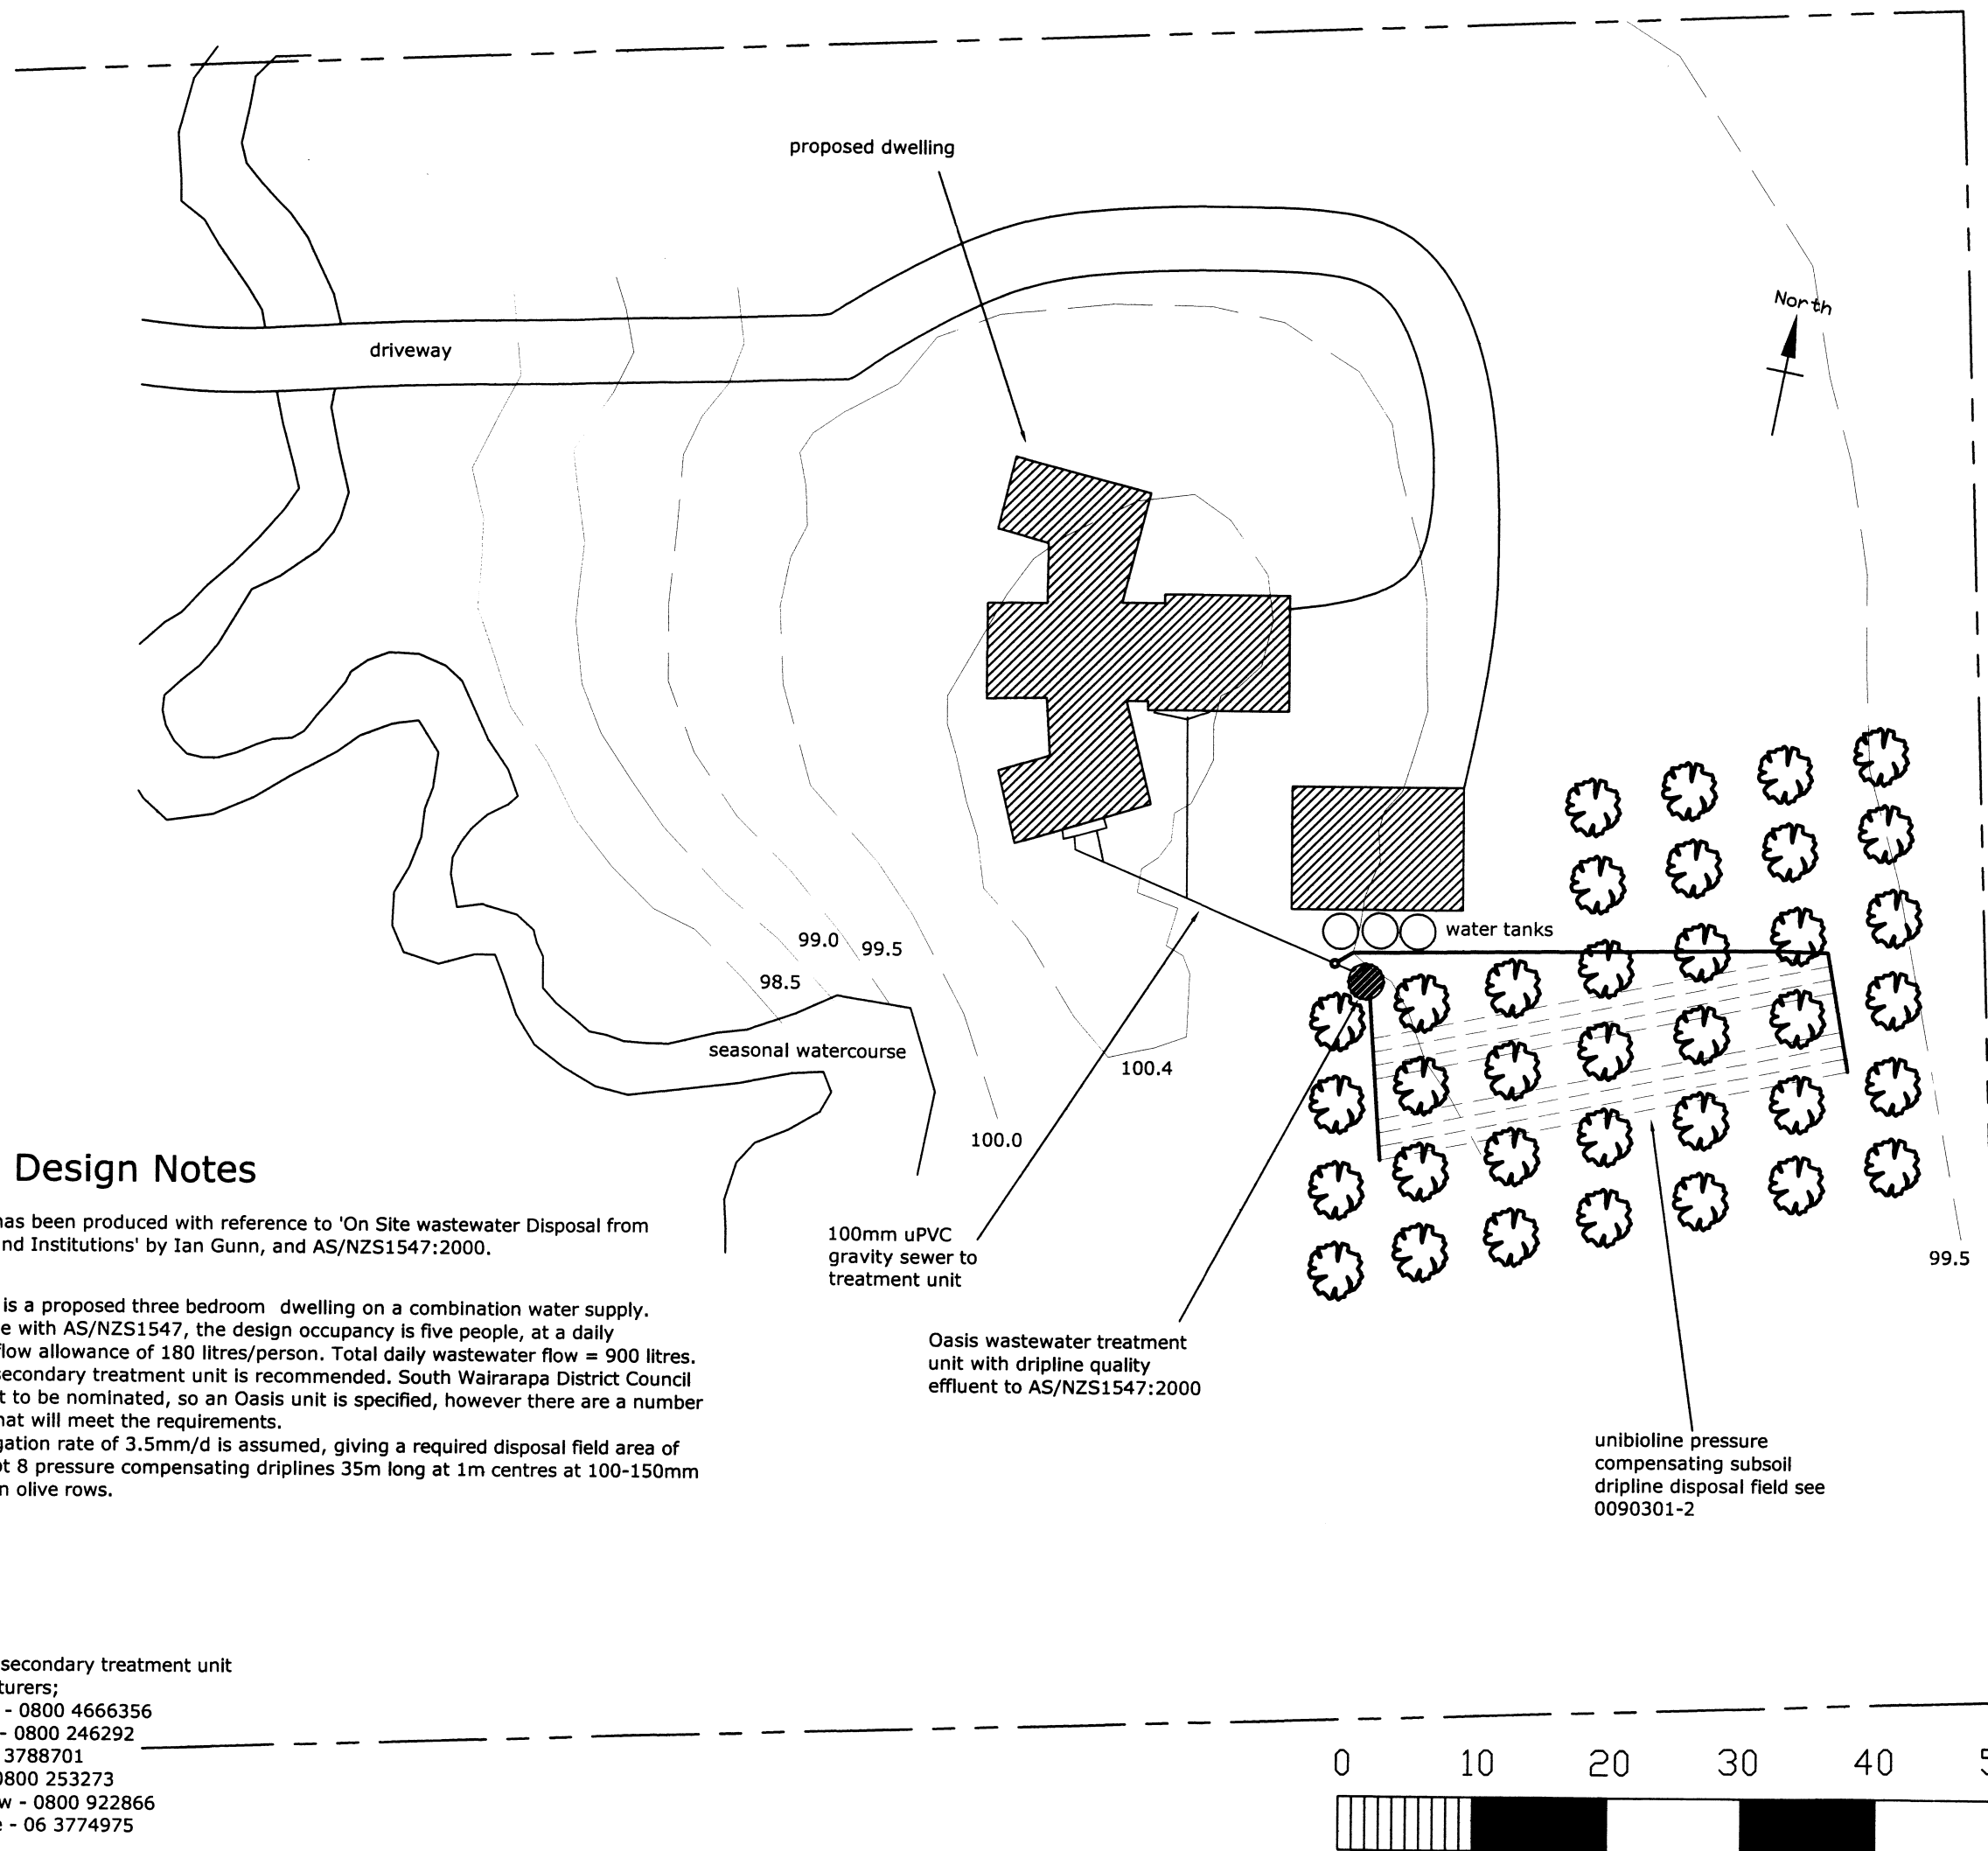 proposed dwelling
North
driveway
water tanks
99.0
99.5
98.5
seasonal watercourse
100.4
100.0
99.5
Design Notes
has been produced with reference to 'On Site wastewater Disposal from
nd Institutions' by Ian Gunn, and AS/NZS1547:2000.
is a proposed three bedroom dwelling on a combination water supply.
e with AS/NZS1547, the design occupancy is five people, at a daily
flow allowance of 180 litres/person. Total daily wastewater flow = 900 litres.
secondary treatment unit is recommended. South Wairarapa District Council
t to be nominated, so an Oasis unit is specified, however there are a number
hat will meet the requirements.
gation rate of 3.5mm/d is assumed, giving a required disposal field area of
pt 8 pressure compensating driplines 35m long at 1m centres at 100-150mm
n olive rows.
100mm uPVC
gravity sewer to
treatment unit
Oasis wastewater treatment
unit with dripline quality
effluent to AS/NZS1547:2000
unibioline pressure
compensating subsoil
dripline disposal field see
0090301-2
secondary treatment unit
turers;
- 0800 4666356
- 0800 246292
3788701
0800 253273
w - 0800 922866
e - 06 3774975
0 10 20 30 40